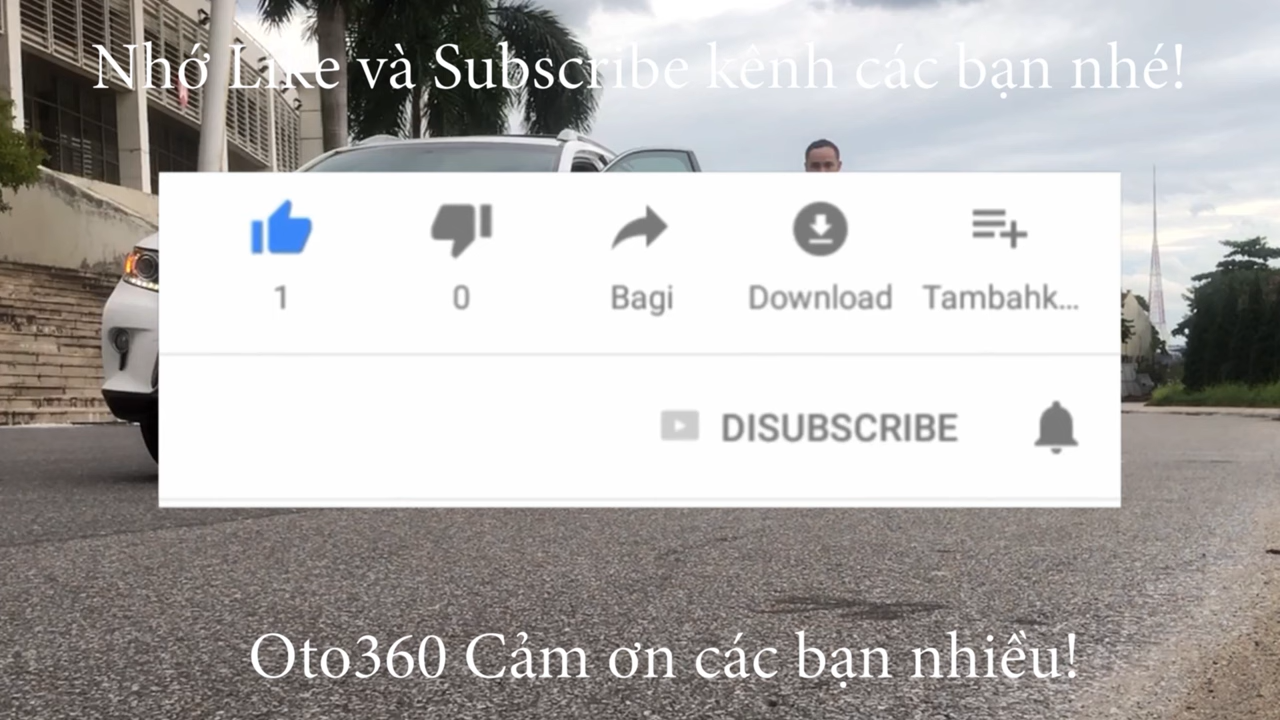 Nhớ Like và Subscribe kênh các bạn nhé!
1 0 Bagi Download Tambahk...
DISUBSCRIBE
Oto360 Cảm ơn các bạn nhiều!